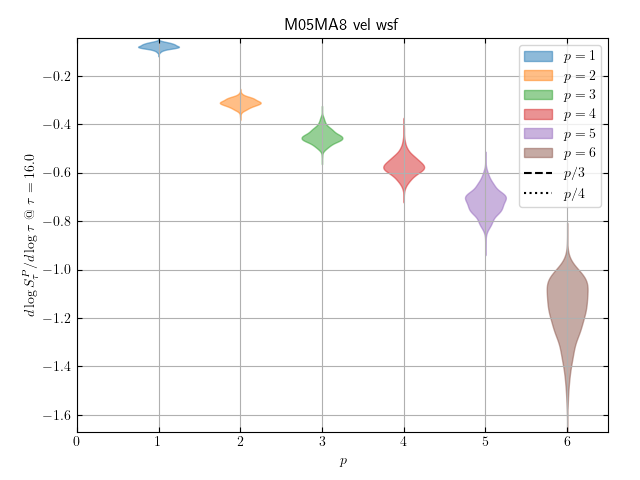 M05MA8 vel wsf
d log S_τ^P / d log τ @ τ = 16.0
−0.2
−0.4
−0.6
−0.8
−1.0
−1.2
−1.4
−1.6
0 1 2 3 4 5 6
p
p = 1
p = 2
p = 3
p = 4
p = 5
p = 6
p/3
p/4